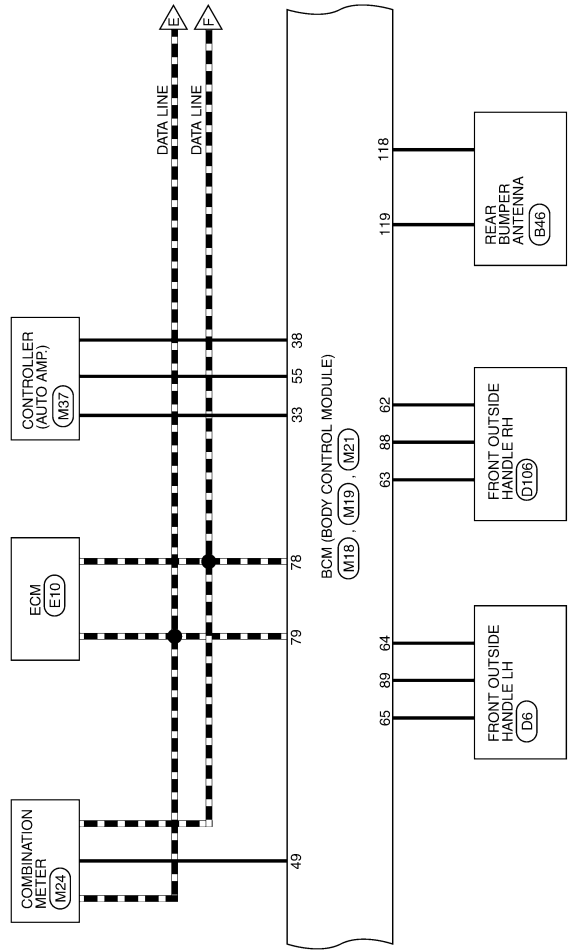 COMBINATION
METER
M24
ECM
E10
CONTROLLER
(AUTO AMP.)
M37
DATA LINE
E
DATA LINE
F
49
79
78
33
55
38
BCM (BODY CONTROL MODULE)
M18 , M19 , M21
65
89
64
63
88
62
119
118
FRONT OUTSIDE
HANDLE LH
D6
FRONT OUTSIDE
HANDLE RH
D106
REAR
BUMPER
ANTENNA
B46